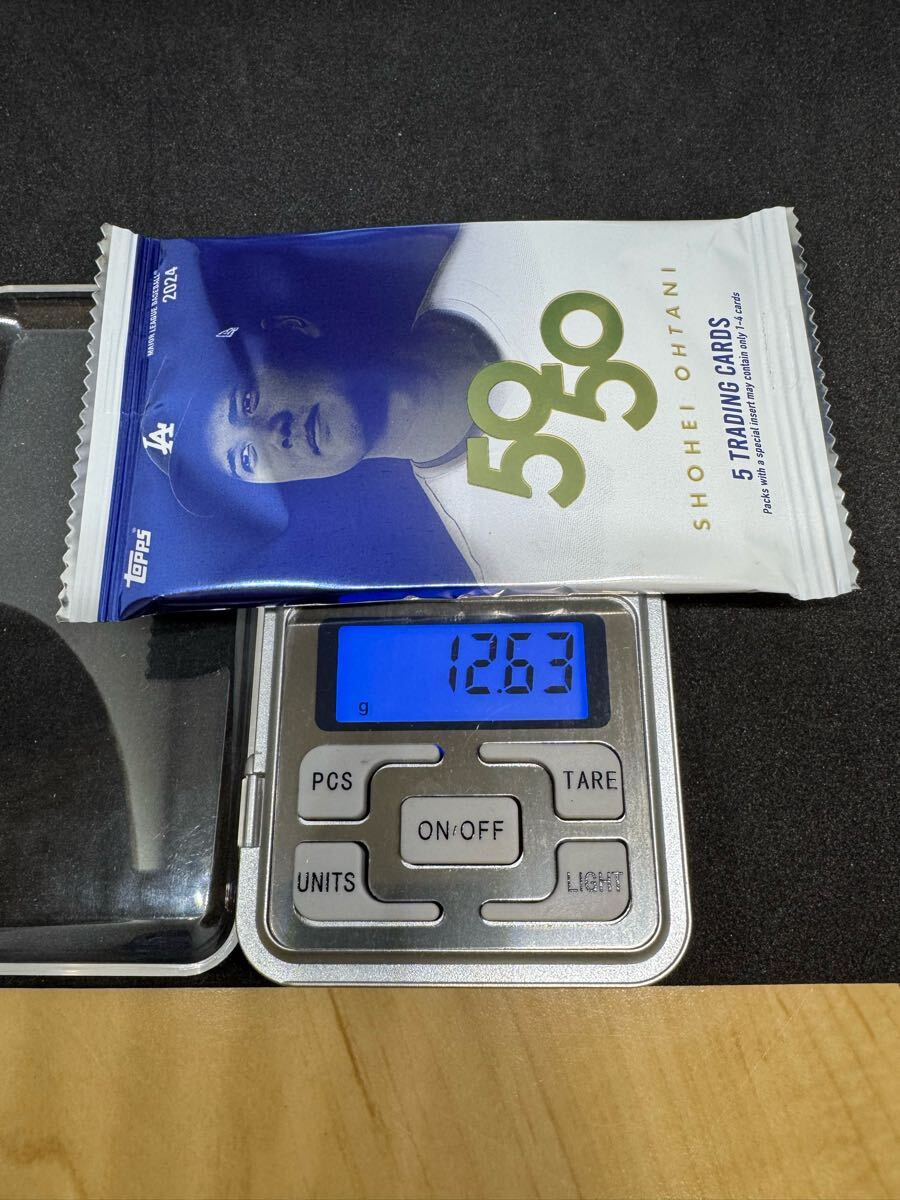 MAJOR LEAGUE BASEBALL®
2024
LA
topps®
50
50
SHOHEI OHTANI
5 TRADING CARDS
Packs with a special insert may contain only 1-4 cards
12.63
g
PCS
TARE
ON/OFF
UNITS
LIGHT